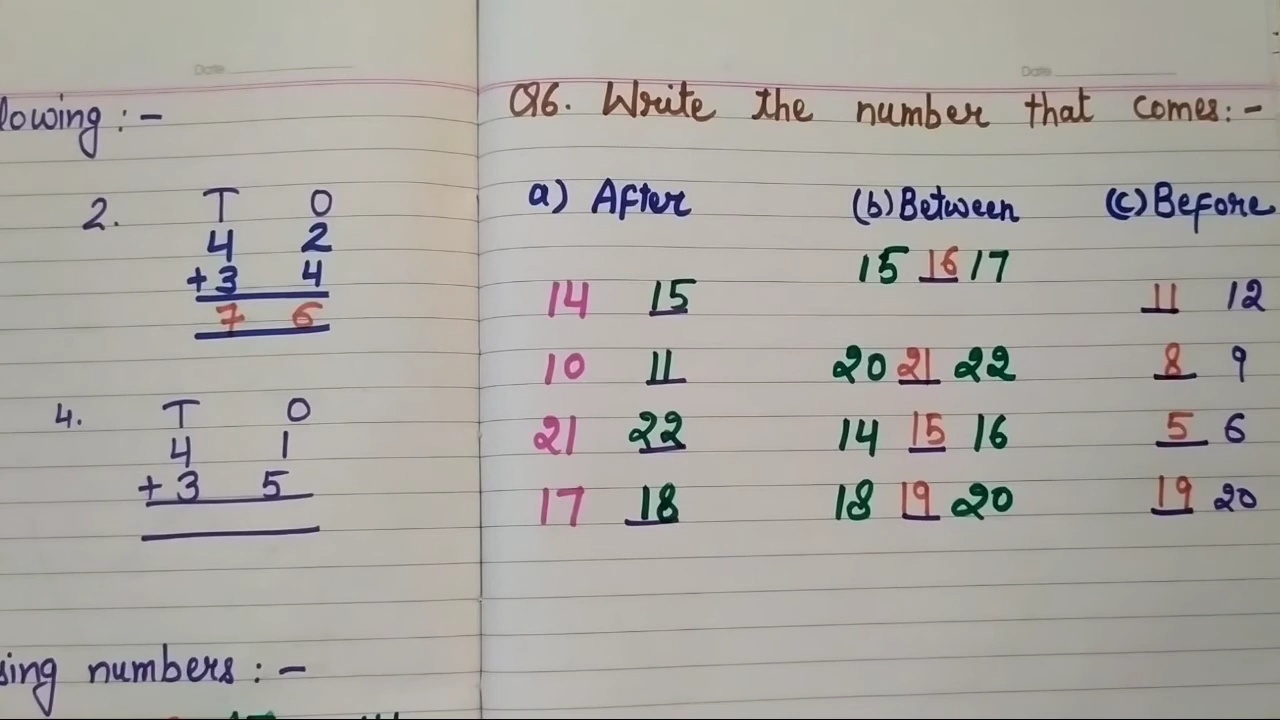 Date
lowing :-
2. T O
4 2
+3 4
7 6
4. T O
4 1
+3 5
sing numbers :-
Date
Q6. Write the number that comes:-
a) After (b) Between (c) Before
15 16 17
14 15 11 12
10 11 20 21 22 8 9
21 22 14 15 16 5 6
17 18 18 19 20 19 20